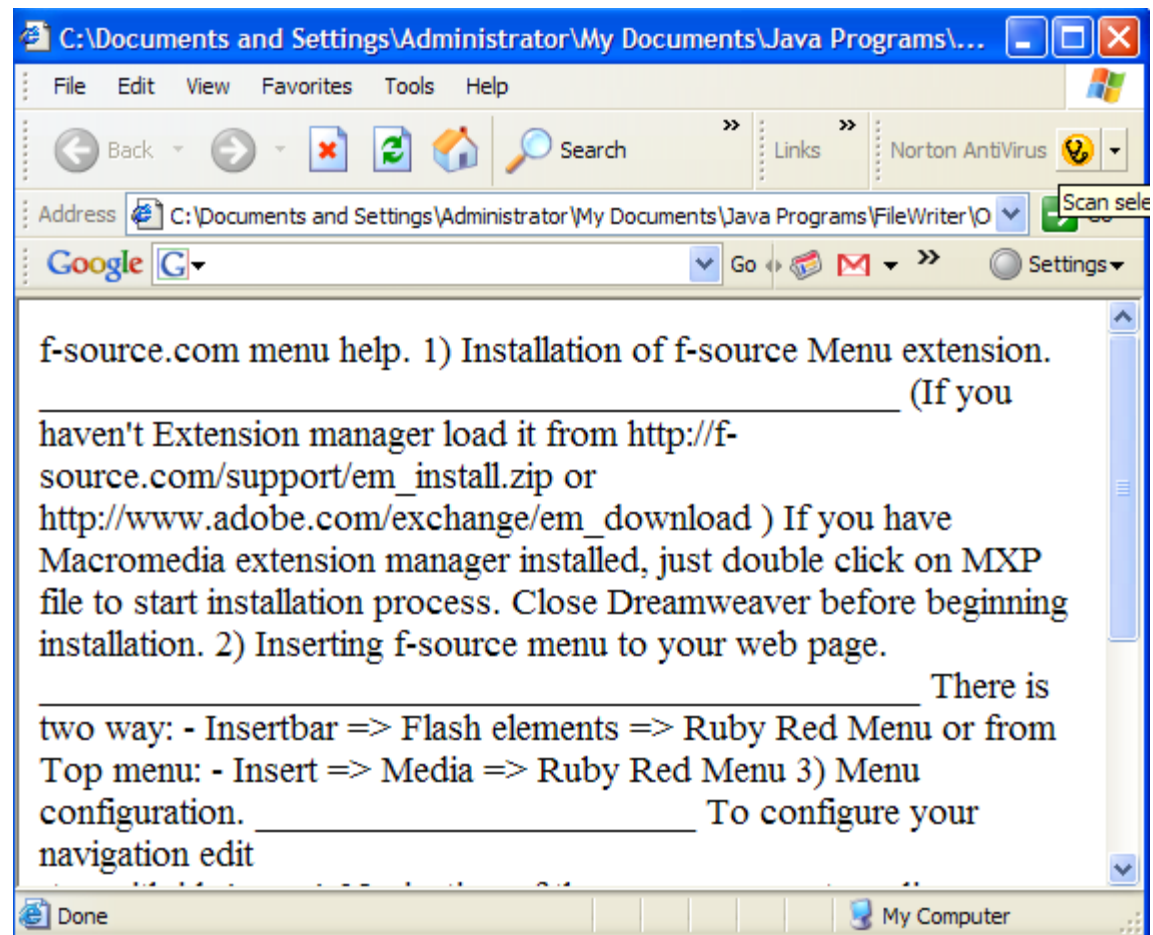 C:\Documents and Settings\Administrator\My Documents\Java Programs\...
File Edit View Favorites Tools Help
Back Search » Links » Norton AntiVirus
Scan sele
Address C:\Documents and Settings\Administrator\My Documents\Java Programs\FileWriter\O
Google G Go » Settings
f-source.com menu help. 1) Installation of f-source Menu extension.
_______________________________________________ (If you
haven't Extension manager load it from http://f-
source.com/support/em_install.zip or
http://www.adobe.com/exchange/em_download ) If you have
Macromedia extension manager installed, just double click on MXP
file to start installation process. Close Dreamweaver before beginning
installation. 2) Inserting f-source menu to your web page.
________________________________________________ There is
two way: - Insertbar => Flash elements => Ruby Red Menu or from
Top menu: - Insert => Media => Ruby Red Menu 3) Menu
configuration. ________________________ To configure your
navigation edit
Done My Computer